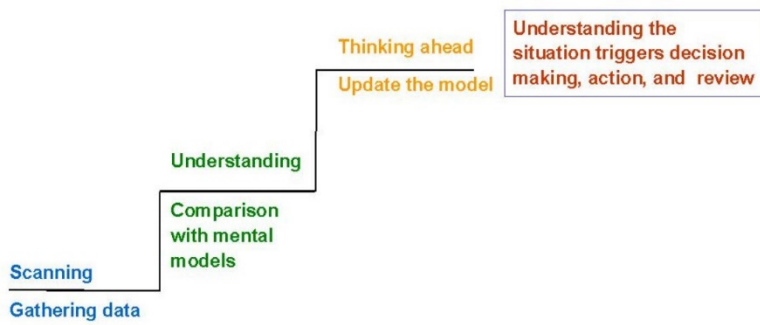 Thinking ahead
Update the model
Understanding the
situation triggers decision
making, action, and review
Understanding
Comparison
with mental
models
Scanning
Gathering data